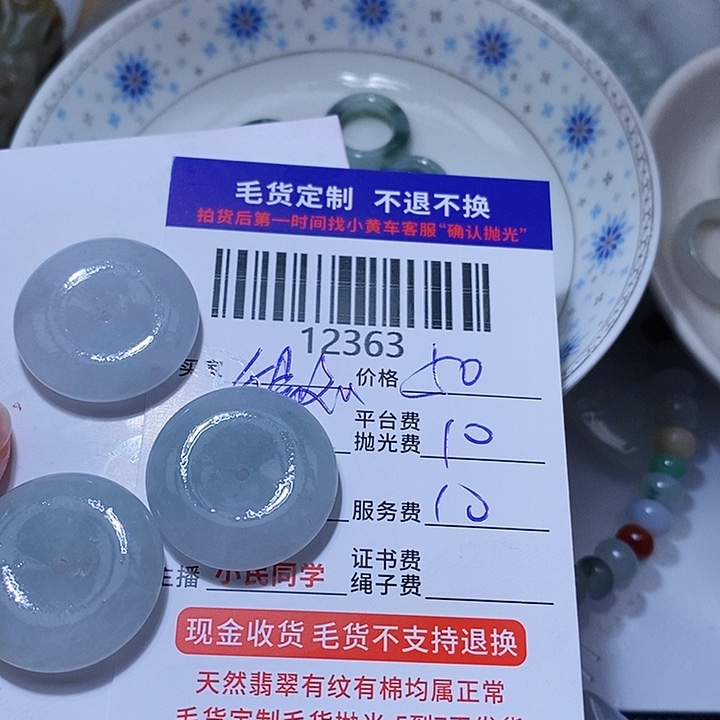 毛货定制 不退不换
拍货后第一时间找小黄车客服“确认抛光”
12363
价格 50
平台费
抛光费 10
服务费 10
证书费
绳子费
主播 小民同学
现金收货 毛货不支持退换
天然翡翠有纹有棉均属正常